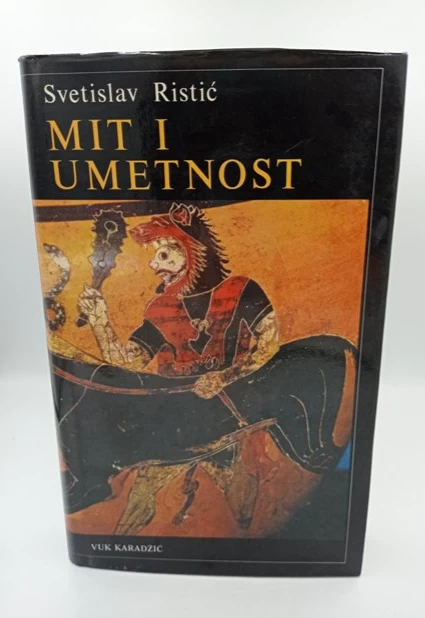 Svetislav Ristić
MIT I
UMETNOST
VUK KARADŽIĆ